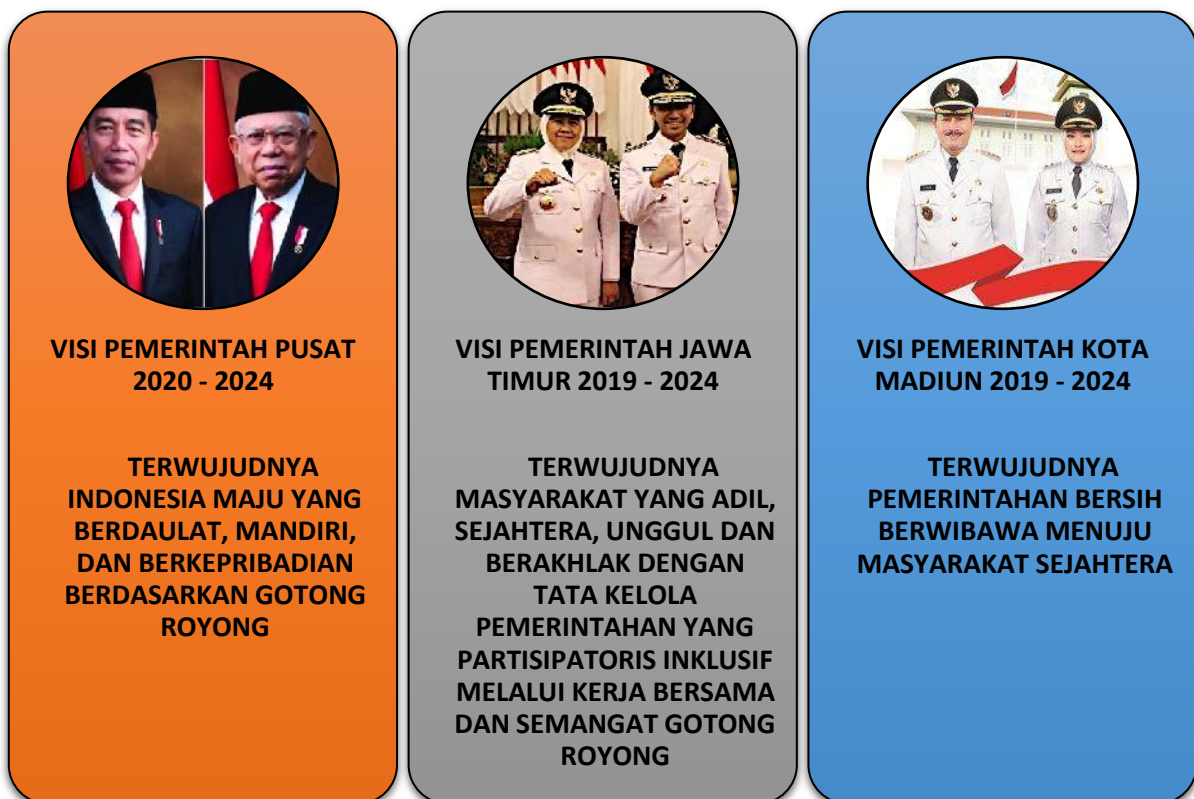 VISI PEMERINTAH PUSAT
2020 - 2024
TERWUJUDNYA
INDONESIA MAJU YANG
BERDAULAT, MANDIRI,
DAN BERKEPRIBADIAN
BERDASARKAN GOTONG
ROYONG
VISI PEMERINTAH JAWA
TIMUR 2019 - 2024
TERWUJUDNYA
MASYARAKAT YANG ADIL,
SEJAHTERA, UNGGUL DAN
BERAKHLAK DENGAN
TATA KELOLA
PEMERINTAHAN YANG
PARTISIPATORIS INKLUSIF
MELALUI KERJA BERSAMA
DAN SEMANGAT GOTONG
ROYONG
VISI PEMERINTAH KOTA
MADIUN 2019 - 2024
TERWUJUDNYA
PEMERINTAHAN BERSIH
BERWIBAWA MENUJU
MASYARAKAT SEJAHTERA